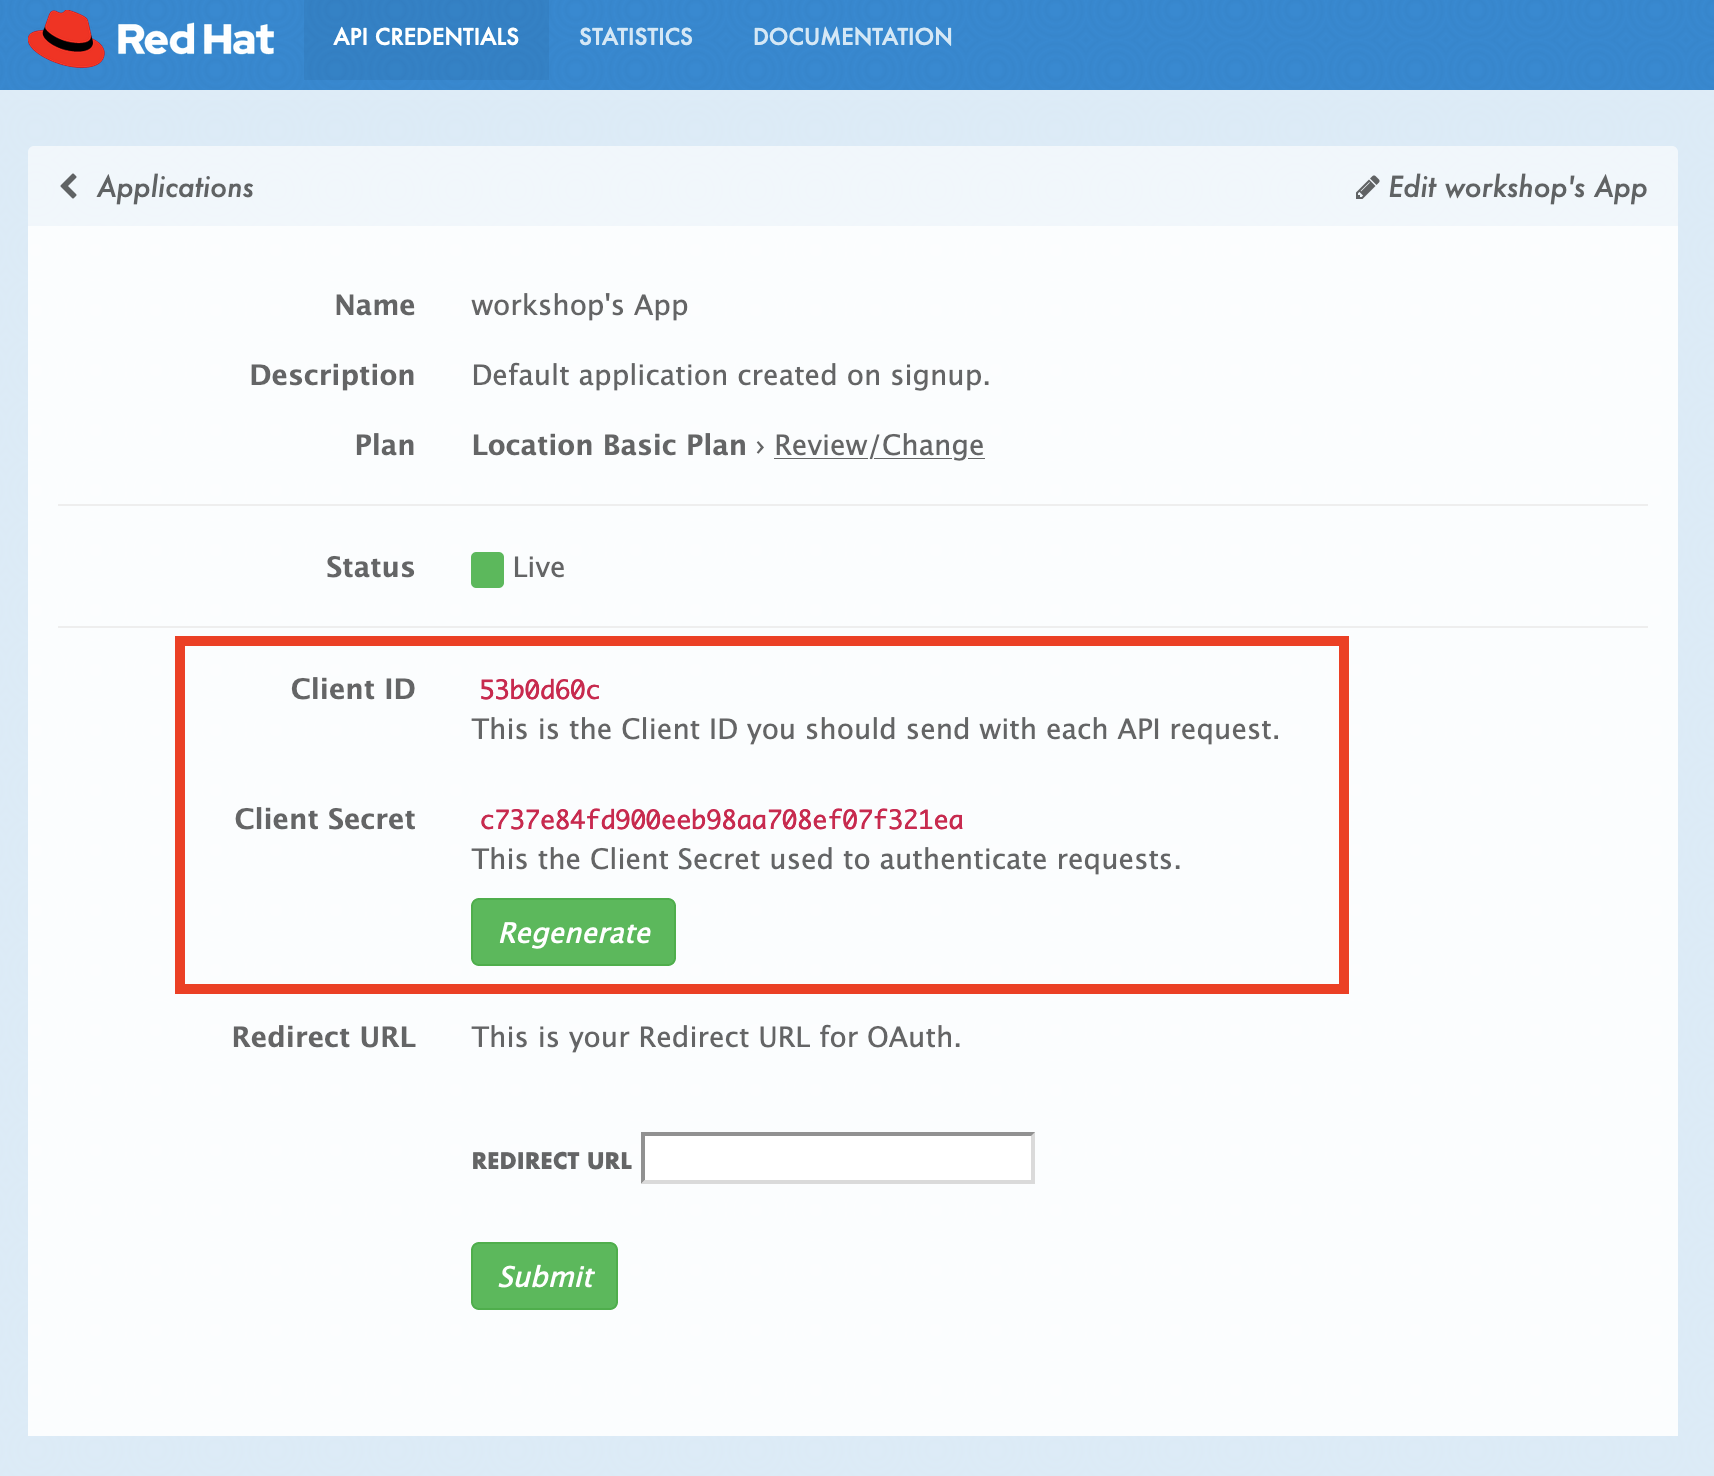 Red Hat
API CREDENTIALS
STATISTICS
DOCUMENTATION
Applications
Edit workshop's App
Name workshop's App
Description Default application created on signup.
Plan Location Basic Plan › Review/Change
Status Live
Client ID 53b0d60c
This is the Client ID you should send with each API request.
Client Secret c737e84fd900eeb98aa708ef07f321ea
This the Client Secret used to authenticate requests.
Regenerate
Redirect URL This is your Redirect URL for OAuth.
REDIRECT URL
Submit